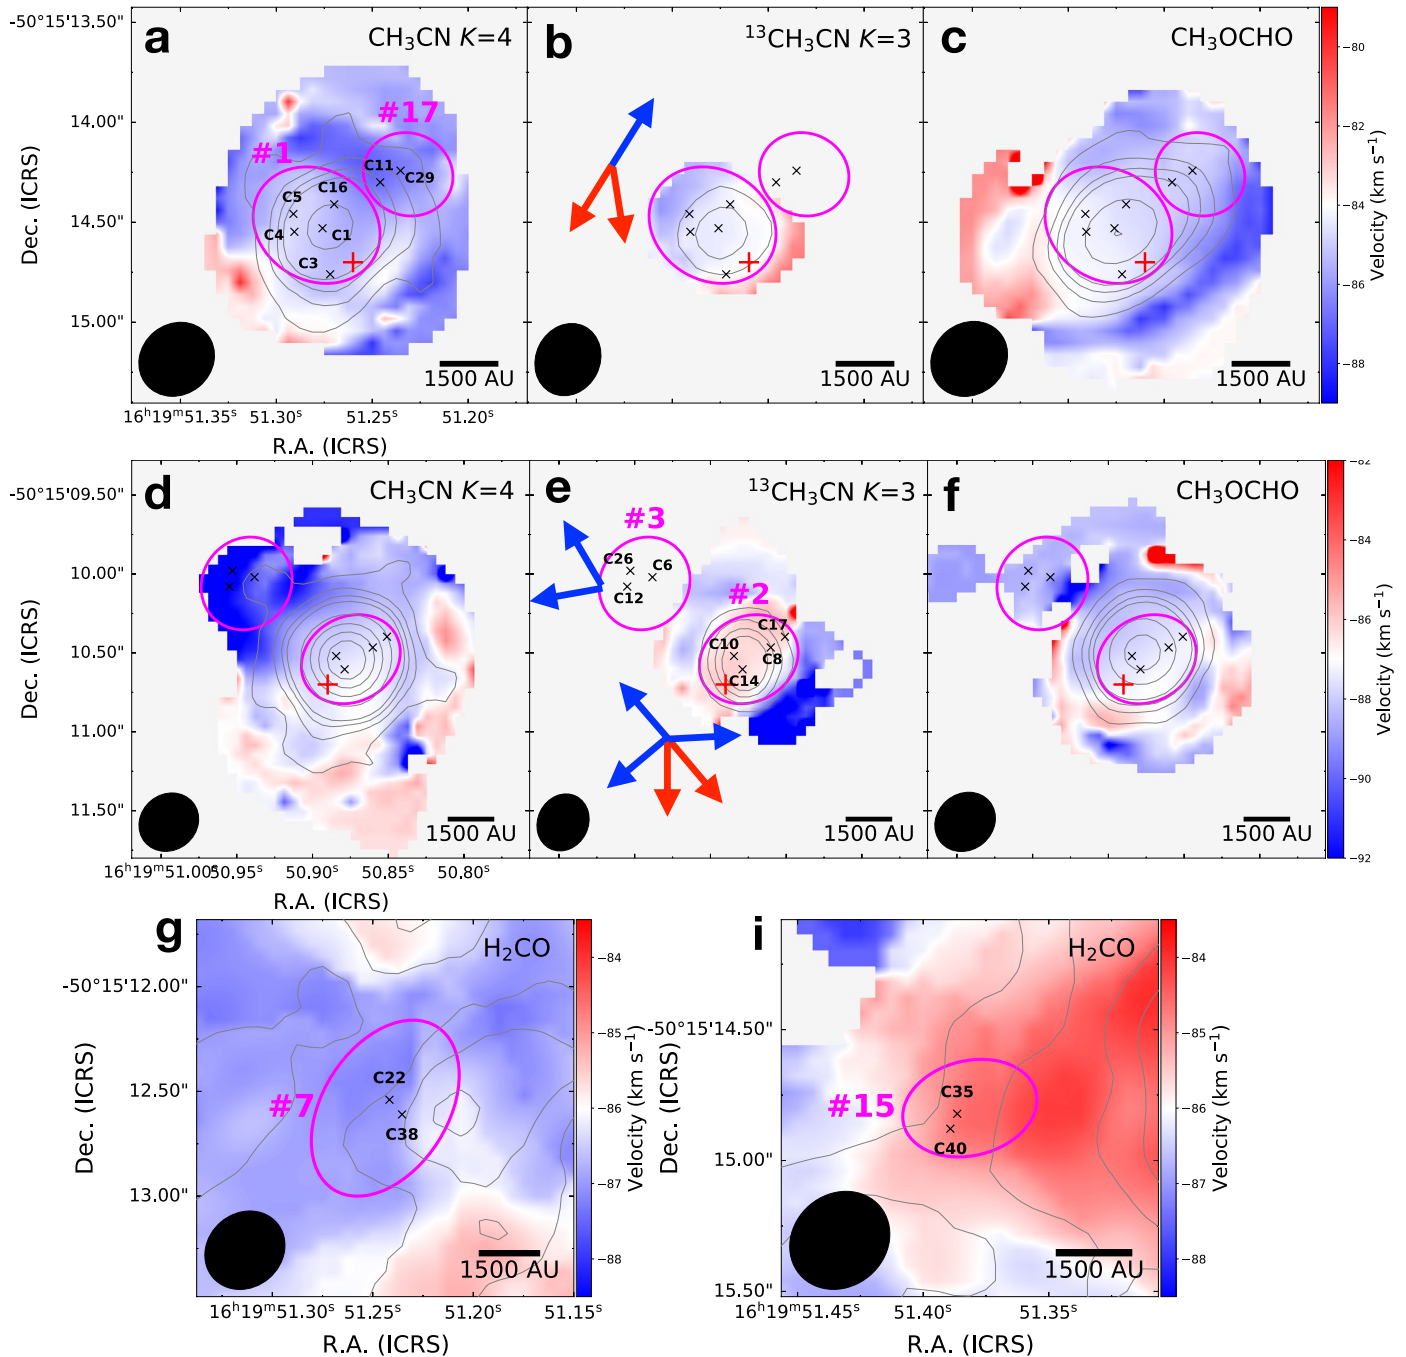 a
CH₃CN K=4
b
¹³CH₃CN K=3
c
CH₃OCHO
-50°15'13.50"
14.00"
14.50"
15.00"
Dec. (ICRS)
#17
#1
C11
C29
C5
C16
C4
C1
C3
1500 AU
1500 AU
1500 AU
16ʰ19ᵐ51.35ˢ
51.30ˢ
51.25ˢ
51.20ˢ
R.A. (ICRS)
−80
−82
−84
−86
−88
Velocity (km s⁻¹)
d
CH₃CN K=4
e
¹³CH₃CN K=3
f
CH₃OCHO
-50°15'09.50"
10.00"
10.50"
11.00"
11.50"
Dec. (ICRS)
#3
C26
C6
C12
#2
C17
C10
C8
C14
1500 AU
1500 AU
1500 AU
16ʰ19ᵐ51.00ˢ
50.95ˢ
50.90ˢ
50.85ˢ
50.80ˢ
R.A. (ICRS)
−82
−84
−86
−88
−90
−92
Velocity (km s⁻¹)
g
H₂CO
-50°15'12.00"
12.50"
13.00"
Dec. (ICRS)
#7
C22
C38
1500 AU
16ʰ19ᵐ51.30ˢ
51.25ˢ
51.20ˢ
51.15ˢ
R.A. (ICRS)
−84
−85
−86
−87
−88
Velocity (km s⁻¹)
i
H₂CO
-50°15'14.50"
15.00"
15.50"
Dec. (ICRS)
#15
C35
C40
1500 AU
16ʰ19ᵐ51.45ˢ
51.40ˢ
51.35ˢ
R.A. (ICRS)
−84
−85
−86
−87
−88
Velocity (km s⁻¹)